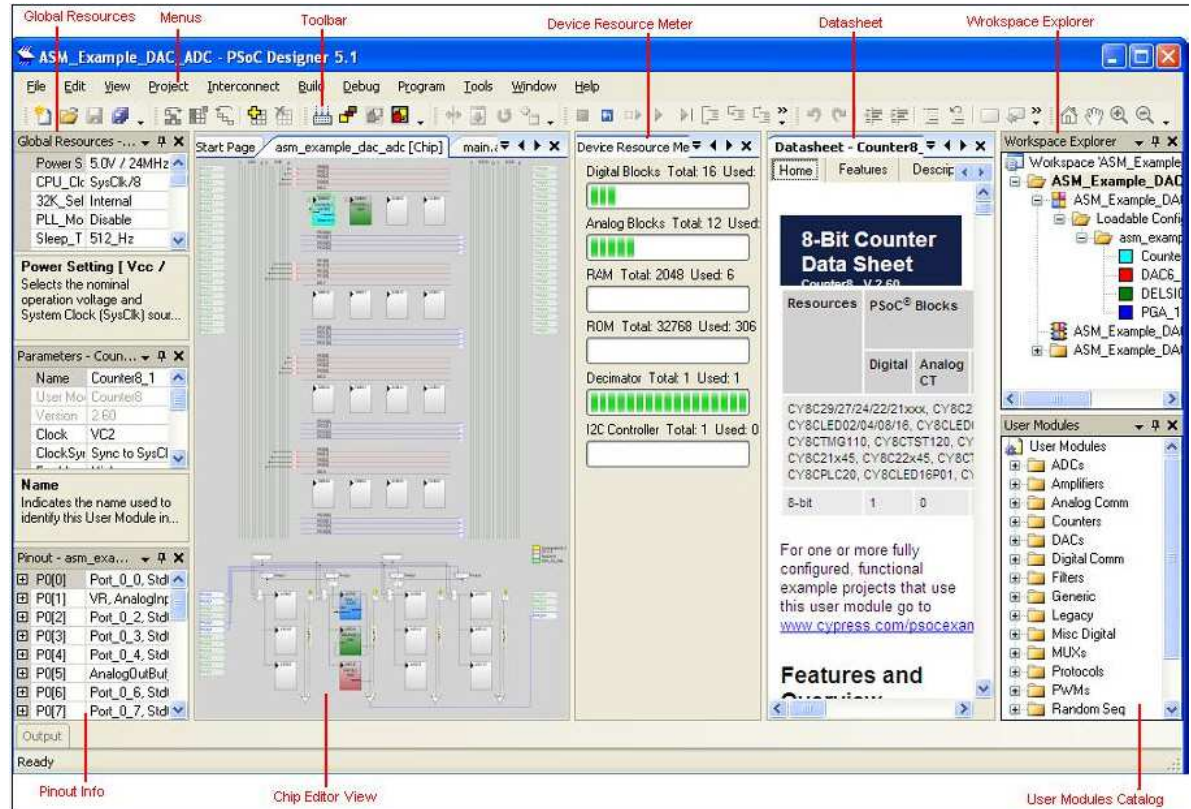 Global Resources
Menus
Toolbar
Device Resource Meter
Datasheet
Wrokspace Explorer
ASM_Example_DAC_ADC - PSoC Designer 5.1
File Edit View Project Interconnect Build Debug Program Tools Window Help
Global Resources -...
Power S 5.0V / 24MHz
CPU_Clc SysClk/8
32K_Sel Internal
PLL_Mo Disable
Sleep_T 512_Hz
Power Setting [ Vcc /
Selects the nominal
operation voltage and
System Clock (SysClk) sour...
Parameters - Coun...
Name Counter8_1
User Mo Counter8
Version 2.60
Clock VC2
ClockSyn Sync to SysCl
Name
Indicates the name used to
identify this User Module in...
Pinout - asm_exa...
P0[0] Port_0_0, Std
P0[1] VR, AnalogInp
P0[2] Port_0_2, Std
P0[3] Port_0_3, Std
P0[4] Port_0_4, Std
P0[5] AnalogOutBuf
P0[6] Port_0_6, Std
P0[7] Port_0_7, Std
Start Page
asm_example_dac_adc [Chip]
main.
Device Resource Me
Digital Blocks Total: 16 Used:
Analog Blocks Total: 12 Used:
RAM Total: 2048 Used: 6
ROM Total: 32768 Used: 306
Decimator Total: 1 Used: 1
I2C Controller Total: 1 Used: 0
Datasheet - Counter8_
Home Features Descrip
8-Bit Counter
Data Sheet
Counter8 V 2.60
Resources PSoC® Blocks
Digital Analog
CT
CY8C29/27/24/22/21xxx, CY8C2
CY8CLED02/04/08/16, CY8CLED
CY8CTMG110, CY8CTST120, CY
CY8C21x45, CY8C22x45, CY8CT
CY8CPLC20, CY8CLED16P01, CY
8-bit 1 0
For one or more fully
configured, functional
example projects that use
this user module go to
www.cypress.com/psocexam
Features and
Overview
Workspace Explorer
Workspace 'ASM_Example
ASM_Example_DAC
ASM_Example_DA
Loadable Confi
asm_examp
Counte
DAC6_
DELSIG
PGA_1
ASM_Example_DA
ASM_Example_DA
User Modules
User Modules
ADCs
Amplifiers
Analog Comm
Counters
DACs
Digital Comm
Filters
Generic
Legacy
Misc Digital
MUXs
Protocols
PWMs
Random Seq
Output
Ready
Pinout Info
Chip Editor View
User Modules Catalog